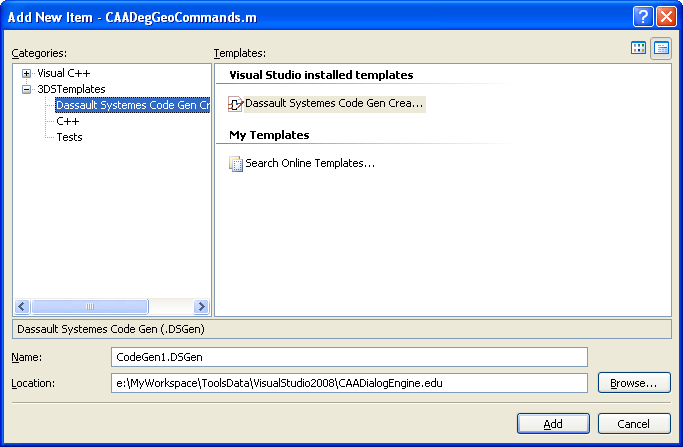 Add New Item - CAADegGeoCommands.m
Categories:
Templates:
Visual C++
3DSTemplates
Dassault Systemes Code Gen Cr
C++
Tests
Visual Studio installed templates
Dassault Systemes Code Gen Crea...
My Templates
Search Online Templates...
Dassault Systemes Code Gen (.DSGen)
Name:
CodeGen1.DSGen
Location:
e:\MyWorkspace\ToolsData\VisualStudio2008\CAADialogEngine.edu
Browse...
Add
Cancel